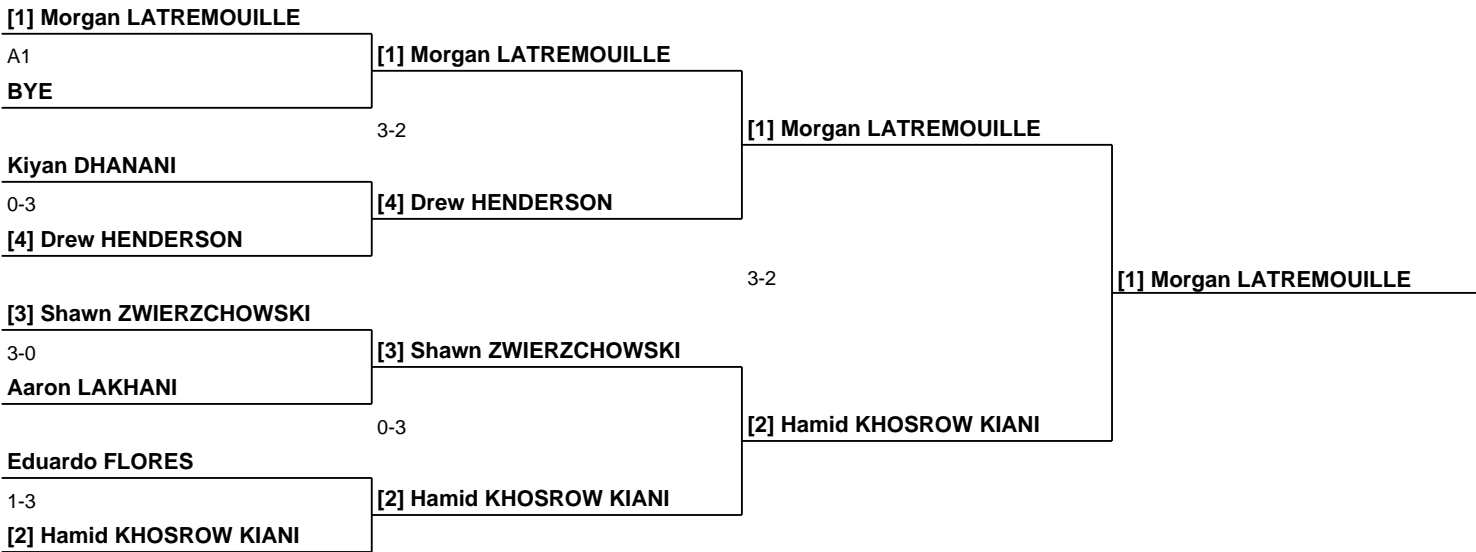 [1] Morgan LATREMOUILLE
A1
[1] Morgan LATREMOUILLE
BYE
3-2
[1] Morgan LATREMOUILLE
Kiyan DHANANI
0-3
[4] Drew HENDERSON
[4] Drew HENDERSON
3-2
[1] Morgan LATREMOUILLE
[3] Shawn ZWIERZCHOWSKI
3-0
[3] Shawn ZWIERZCHOWSKI
Aaron LAKHANI
0-3
[2] Hamid KHOSROW KIANI
Eduardo FLORES
1-3
[2] Hamid KHOSROW KIANI
[2] Hamid KHOSROW KIANI